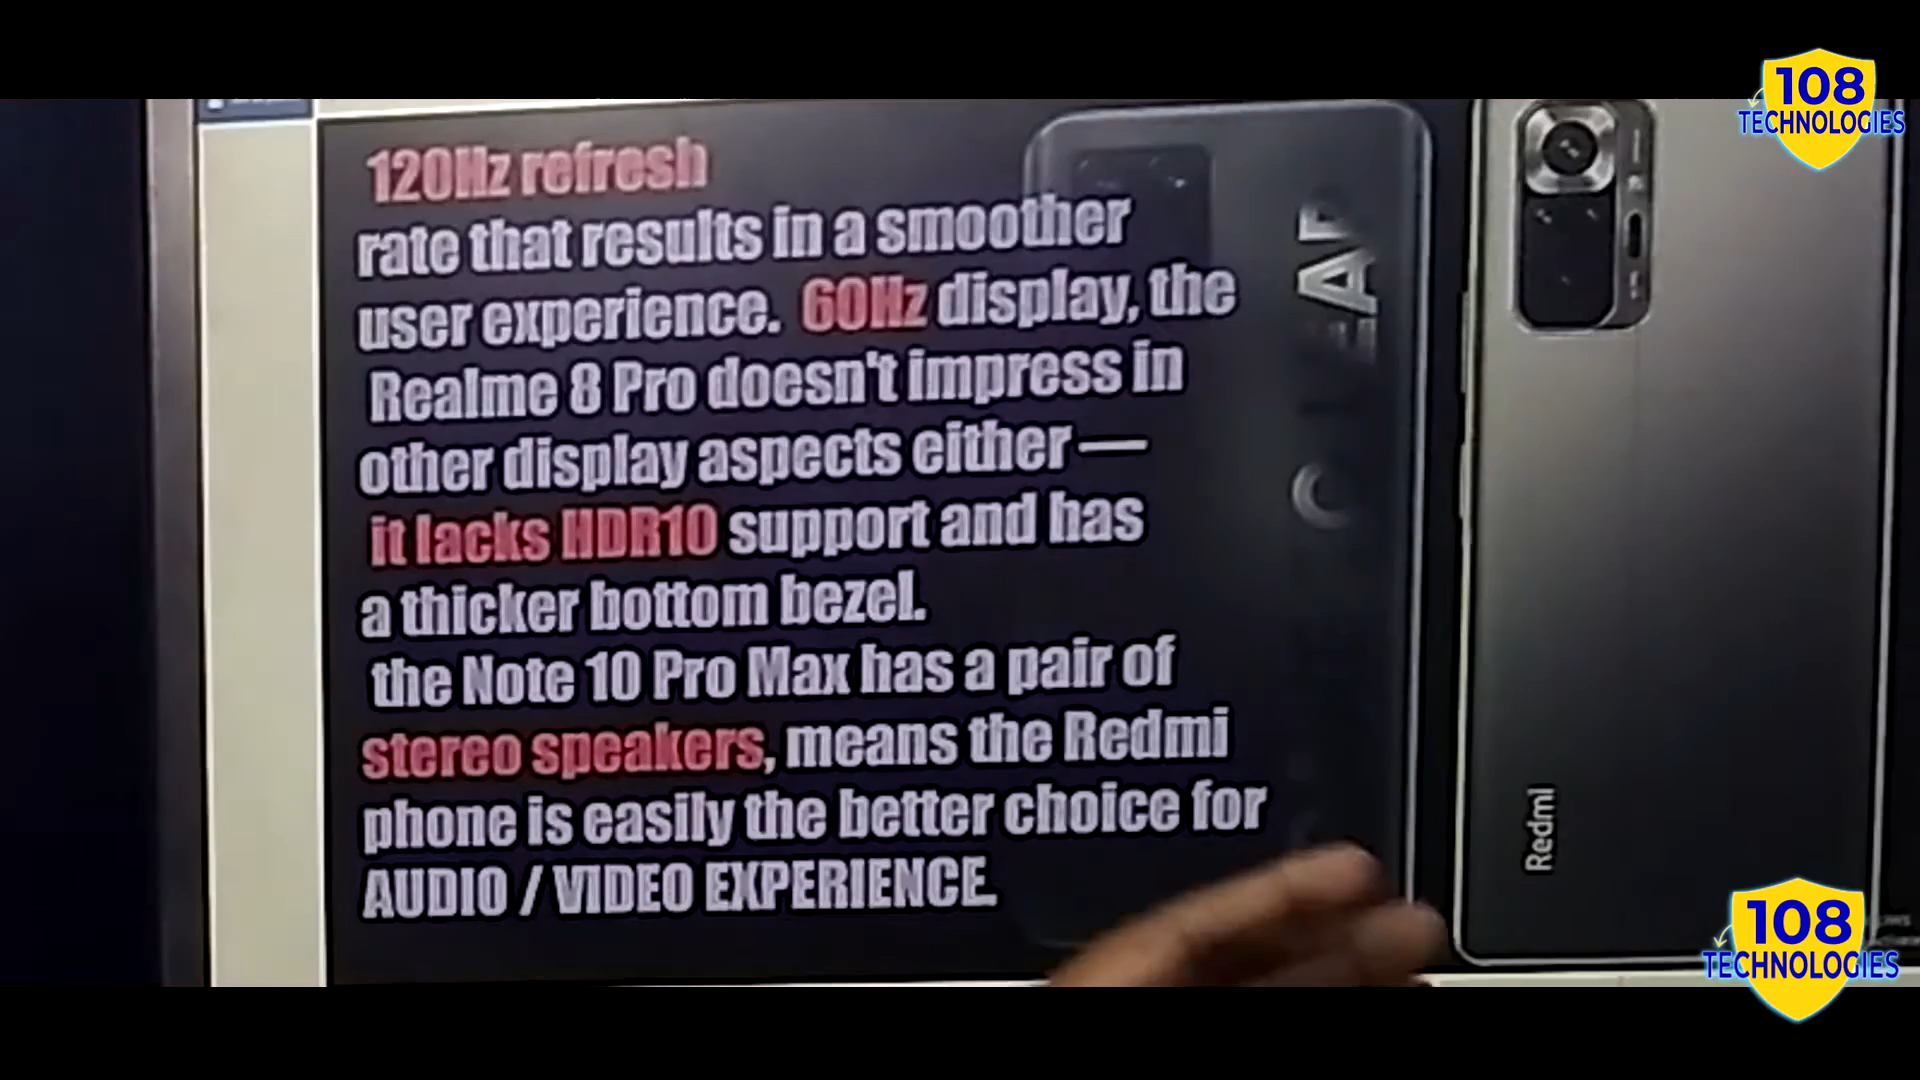 108
TECHNOLOGIES
120Hz refresh
rate that results in a smoother
user experience. 60Hz display, the
Realme 8 Pro doesn't impress in
other display aspects either —
it lacks HDR10 support and has
a thicker bottom bezel.
the Note 10 Pro Max has a pair of
stereo speakers, means the Redmi
phone is easily the better choice for
AUDIO / VIDEO EXPERIENCE.
Redmi
108
TECHNOLOGIES